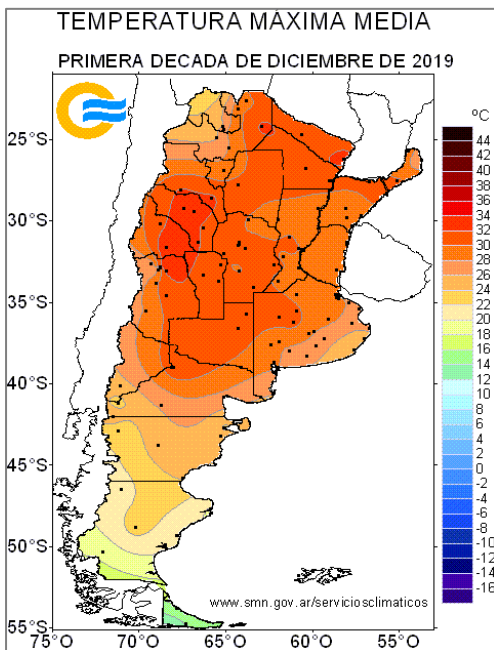 TEMPERATURA MÁXIMA MEDIA
PRIMERA DECADA DE DICIEMBRE DE 2019
ºC
44
42
40
38
36
34
32
30
28
26
24
22
20
18
16
14
12
10
8
6
4
2
0
-2
-4
-6
-8
-10
-12
-14
-16
25°S
30°S
35°S
40°S
45°S
50°S
55°S
www.smn.gov.ar/serviciosclimaticos
75°O 70°O 65°O 60°O 55°O